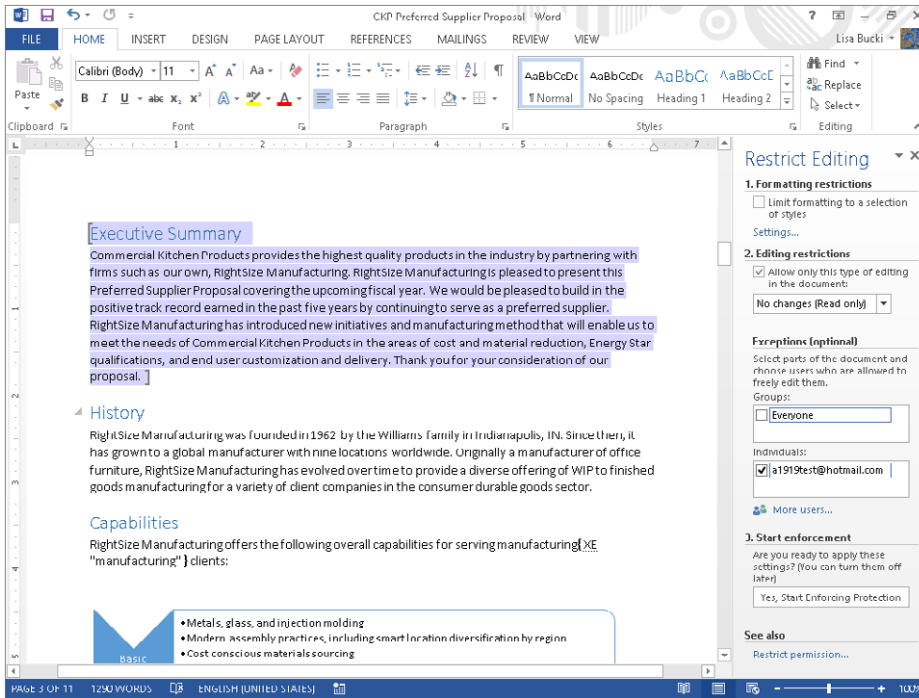 CKP Preferred Supplier Proposal - Word
FILE HOME INSERT DESIGN PAGE LAYOUT REFERENCES MAILINGS REVIEW VIEW Lisa Bucki
Paste
Calibri (Body) 11
AaBbCcDc AaBbCcDc AaBbC( AaBbCcE
¶ Normal No Spacing Heading 1 Heading 2
Find
Replace
Select
Clipboard Font Paragraph Styles Editing
1 2 3 4 5 6 7
Executive Summary
Commercial Kitchen Products provides the highest quality products in the industry by partnering with
firms such as our own, RightSize Manufacturing. RightSize Manufacturing is pleased to present this
Preferred Supplier Proposal covering the upcoming fiscal year. We would be pleased to build in the
positive track record earned in the past five years by continuing to serve as a preferred supplier.
RightSize Manufacturing has introduced new initiatives and manufacturing method that will enable us to
meet the needs of Commercial Kitchen Products in the areas of cost and material reduction, Energy Star
qualifications, and end user customization and delivery. Thank you for your consideration of our
proposal.
History
RightSize Manufacturing was founded in 1962 by the Williams family in Indianapolis, IN. Since then, it
has grown to a global manufacturer with nine locations worldwide. Originally a manufacturer of office
furniture, RightSize Manufacturing has evolved over time to provide a diverse offering of WIP to finished
goods manufacturing for a variety of client companies in the consumer durable goods sector.
Capabilities
RightSize Manufacturing offers the following overall capabilities for serving manufacturing{ XE
"manufacturing" } clients:
Basic
•Metals, glass, and injection molding
•Modern assembly practices, including smart location diversification by region
•Cost conscious materials sourcing
Restrict Editing
1. Formatting restrictions
Limit formatting to a selection
of styles
Settings...
2. Editing restrictions
Allow only this type of editing
in the document:
No changes (Read only)
Exceptions (optional)
Select parts of the document and
choose users who are allowed to
freely edit them.
Groups:
Everyone
Individuals:
a1919test@hotmail.com
More users...
3. Start enforcement
Are you ready to apply these
settings? (You can turn them off
later)
Yes, Start Enforcing Protection
See also
Restrict permission...
PAGE 3 OF 11 1290 WORDS ENGLISH (UNITED STATES) 100%